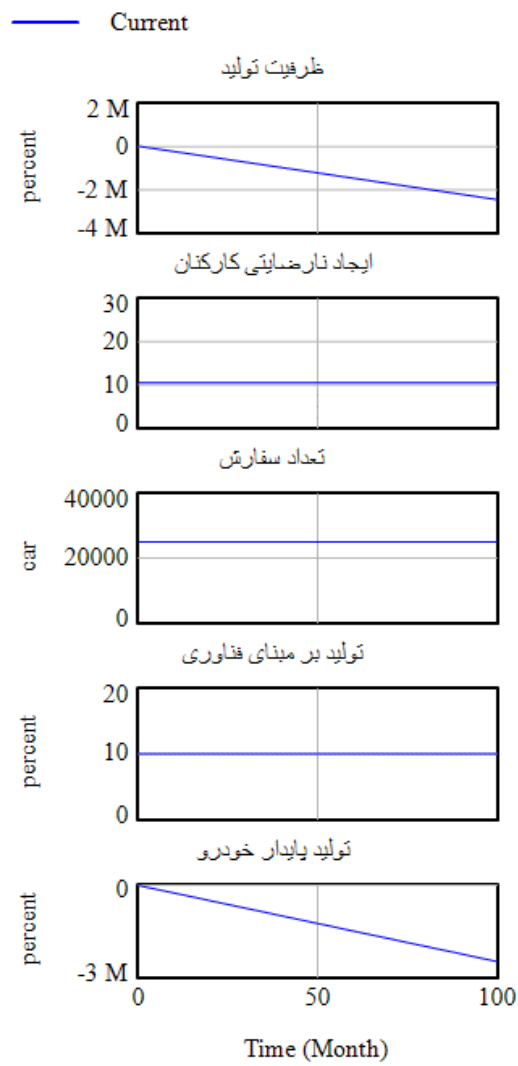 Current
ظرفیت تولید
2 M
0
-2 M
-4 M
percent
ایجاد نارضایتی کارکنان
30
20
10
0
تعداد سفارش
40000
20000
0
car
تولید بر مبنای فناوری
20
10
0
percent
تولید پایدار خودرو
0
-3 M
percent
0 50 100
Time (Month)